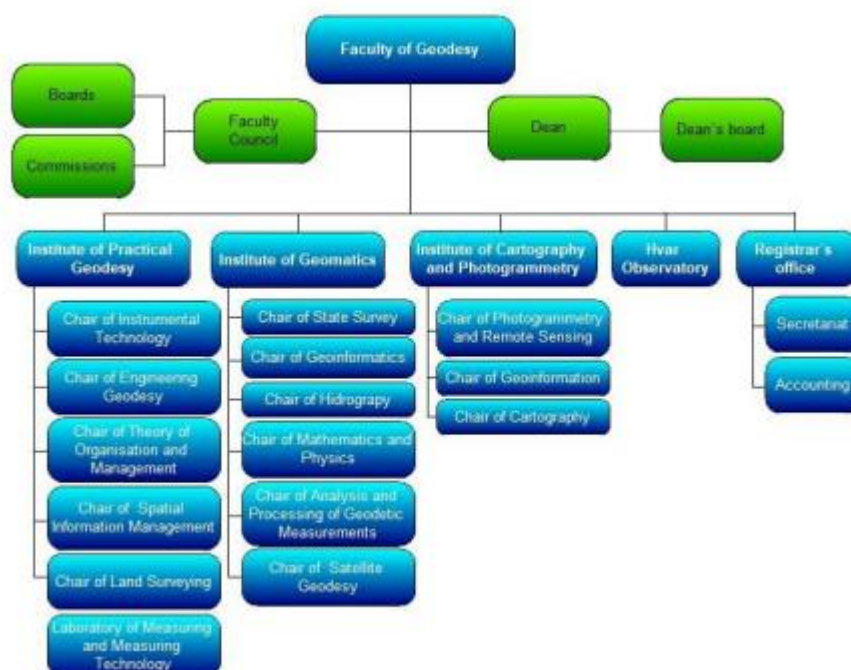 Faculty of Geodesy
Boards
Commissions
Faculty
Council
Dean
Dean´s board
Institute of Practical
Geodesy
Institute of Geomatics
Institute of Cartography
and Photogrammetry
Hvar
Observatory
Registrar´s
office
Chair of Instrumental
Technology
Chair of Engineering
Geodesy
Chair of Theory of
Organisation and
Management
Chair of Spatial
Information Management
Chair of Land Surveying
Laboratory of Measuring
and Measuring
Technology
Chair of State Survey
Chair of Geoinformatics
Chair of Hidrograpy
Chair of Mathematics and
Physics
Chair of Analysis and
Processing of Geodetic
Measurements
Chair of Satellite
Geodesy
Chair of Photogrammetry
and Remote Sensing
Chair of Geoinformation
Chair of Cartography
Secretariat
Accounting